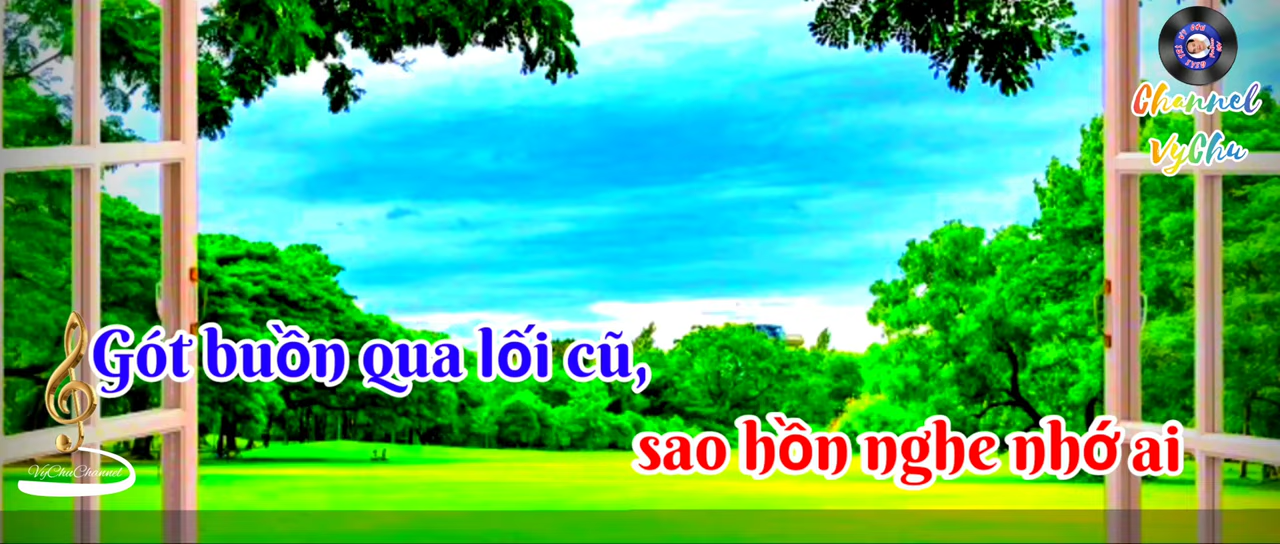 Channel
VyChu
Gót buồn qua lối cũ,
sao hồn nghe nhớ ai
VyChuChannel